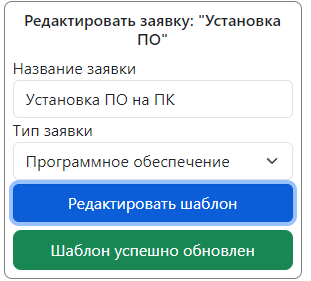 Редактировать заявку: "Установка
ПО"
Название заявки
Установка ПО на ПК
Тип заявки
Программное обеспечение
Редактировать шаблон
Шаблон успешно обновлен